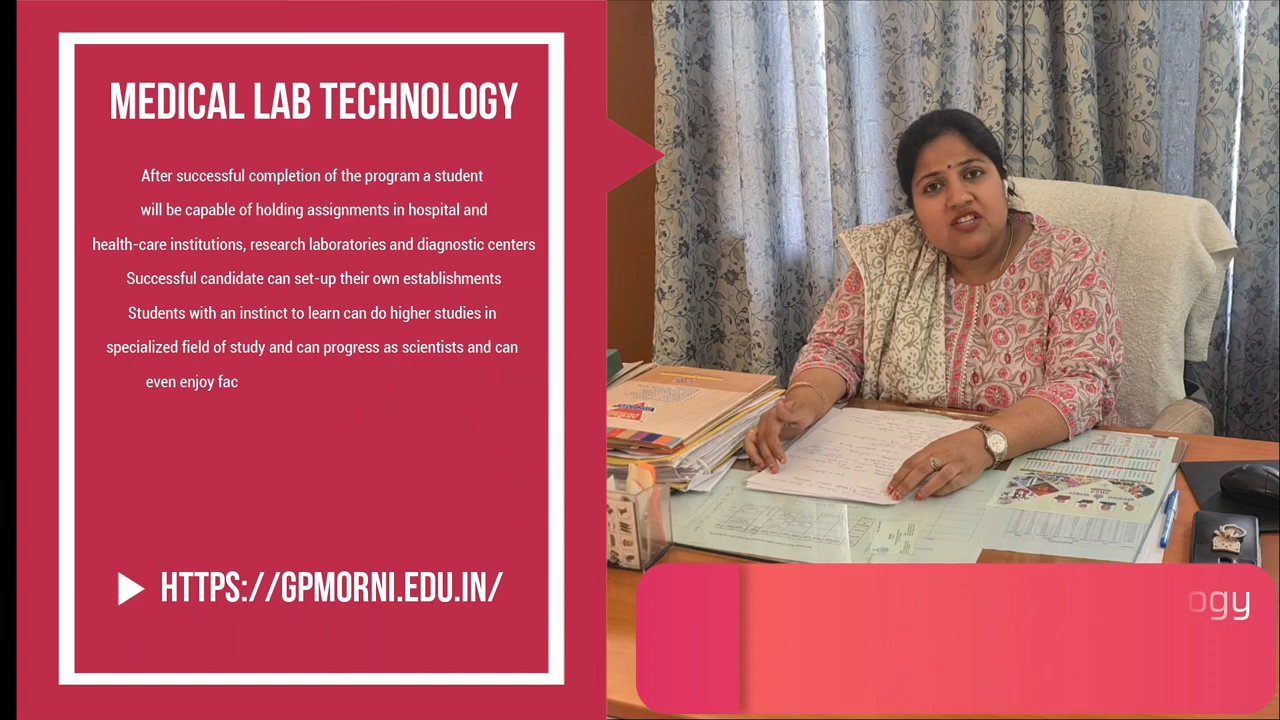 MEDICAL LAB TECHNOLOGY
After successful completion of the program a student
will be capable of holding assignments in hospital and
health-care institutions, research laboratories and diagnostic centers
Successful candidate can set-up their own establishments
Students with an instinct to learn can do higher studies in
specialized field of study and can progress as scientists and can
even enjoy fac
HTTPS://GPMORNI.EDU.IN/
ogy